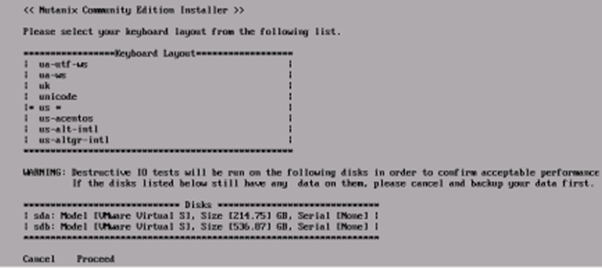 << Nutanix Community Edition Installer >>
Please select your keyboard layout from the following list.
==================Keyboard Layout===================
| ua-utf-ws |
| ua-ws |
| uk |
| unicode |
|* us * |
| us-acentos |
| us-alt-intl |
| us-altgr-intl |
WARNING: Destructive IO tests will be run on the following disks in order to confirm acceptable performance
If the disks listed below still have any data on them, please cancel and backup your data first.
=============================== Disks ================================
| sda: Model [VMware Virtual S], Size [214.75] GB, Serial [None] |
| sdb: Model [VMware Virtual S], Size [536.87] GB, Serial [None] |
Cancel Proceed